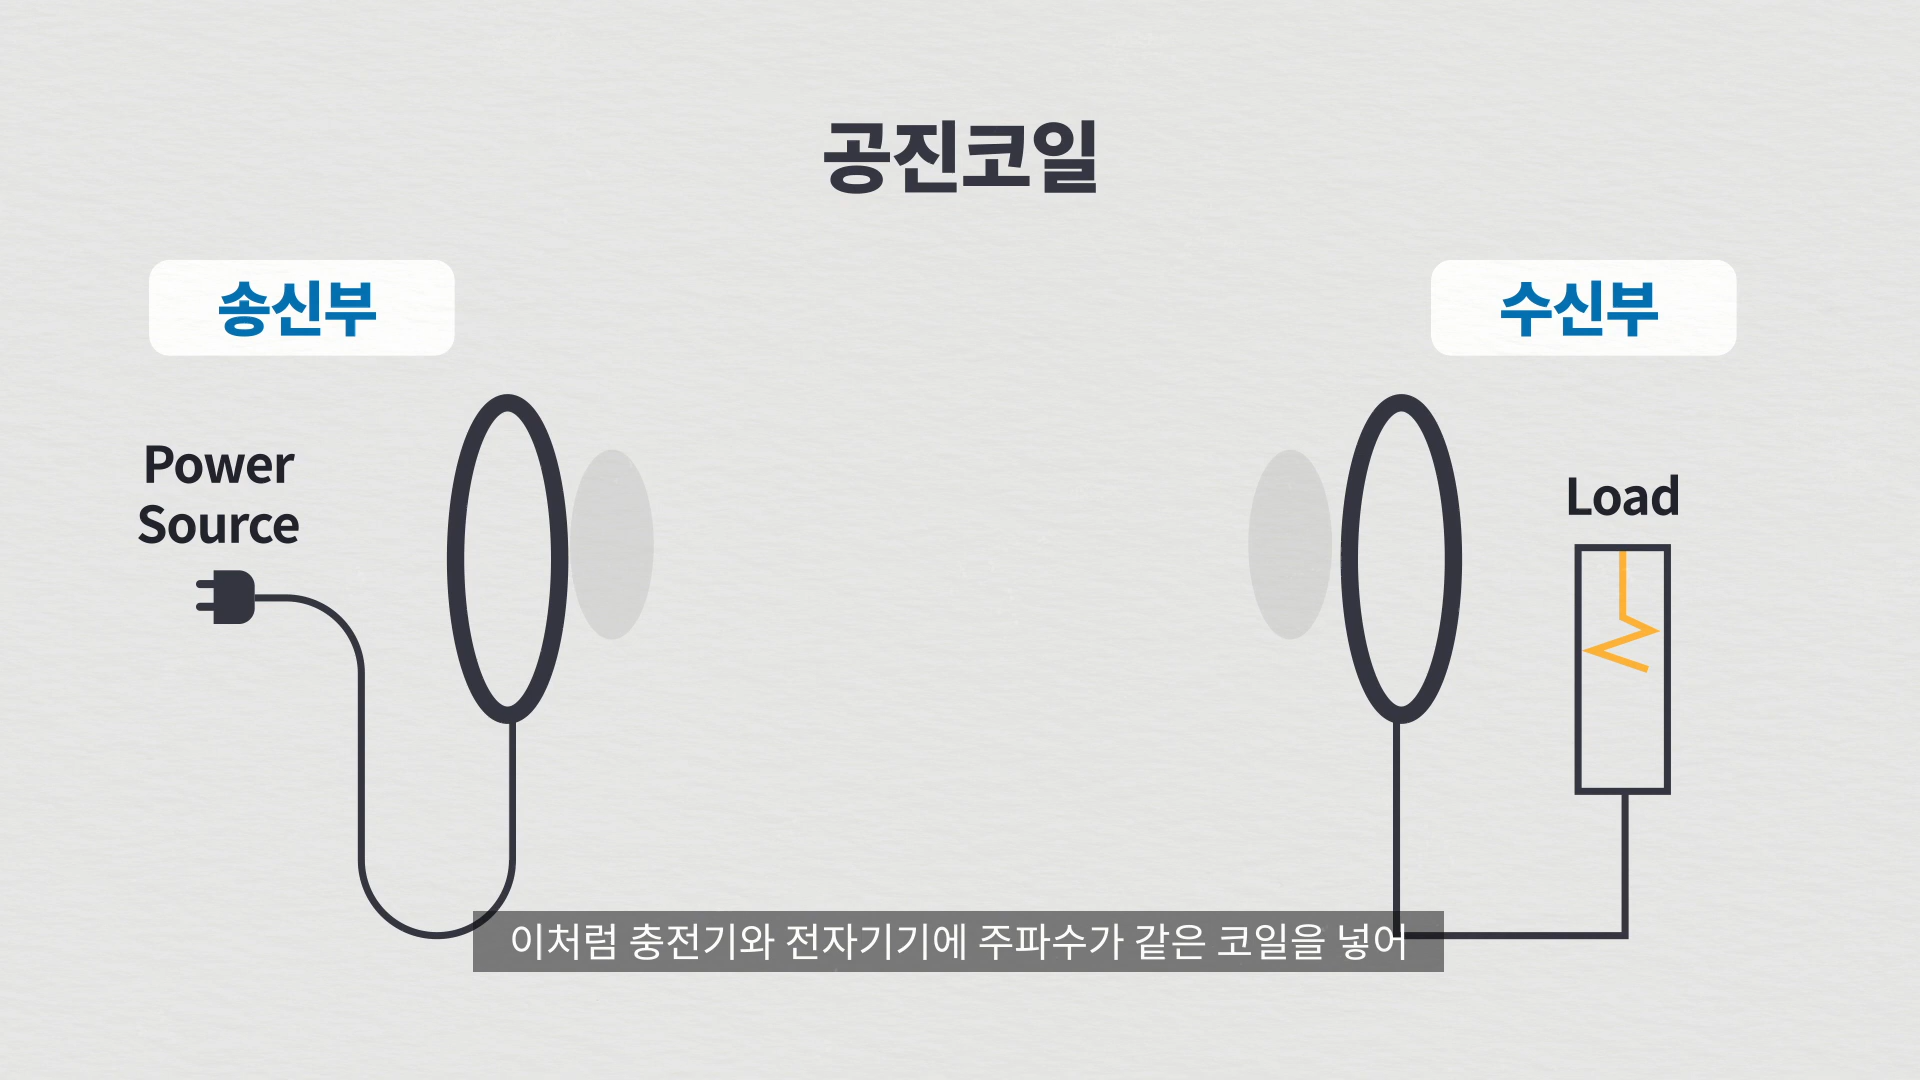 공진코일
송신부
수신부
Power
Source
Load
이처럼 충전기와 전자기기에 주파수가 같은 코일을 넣어